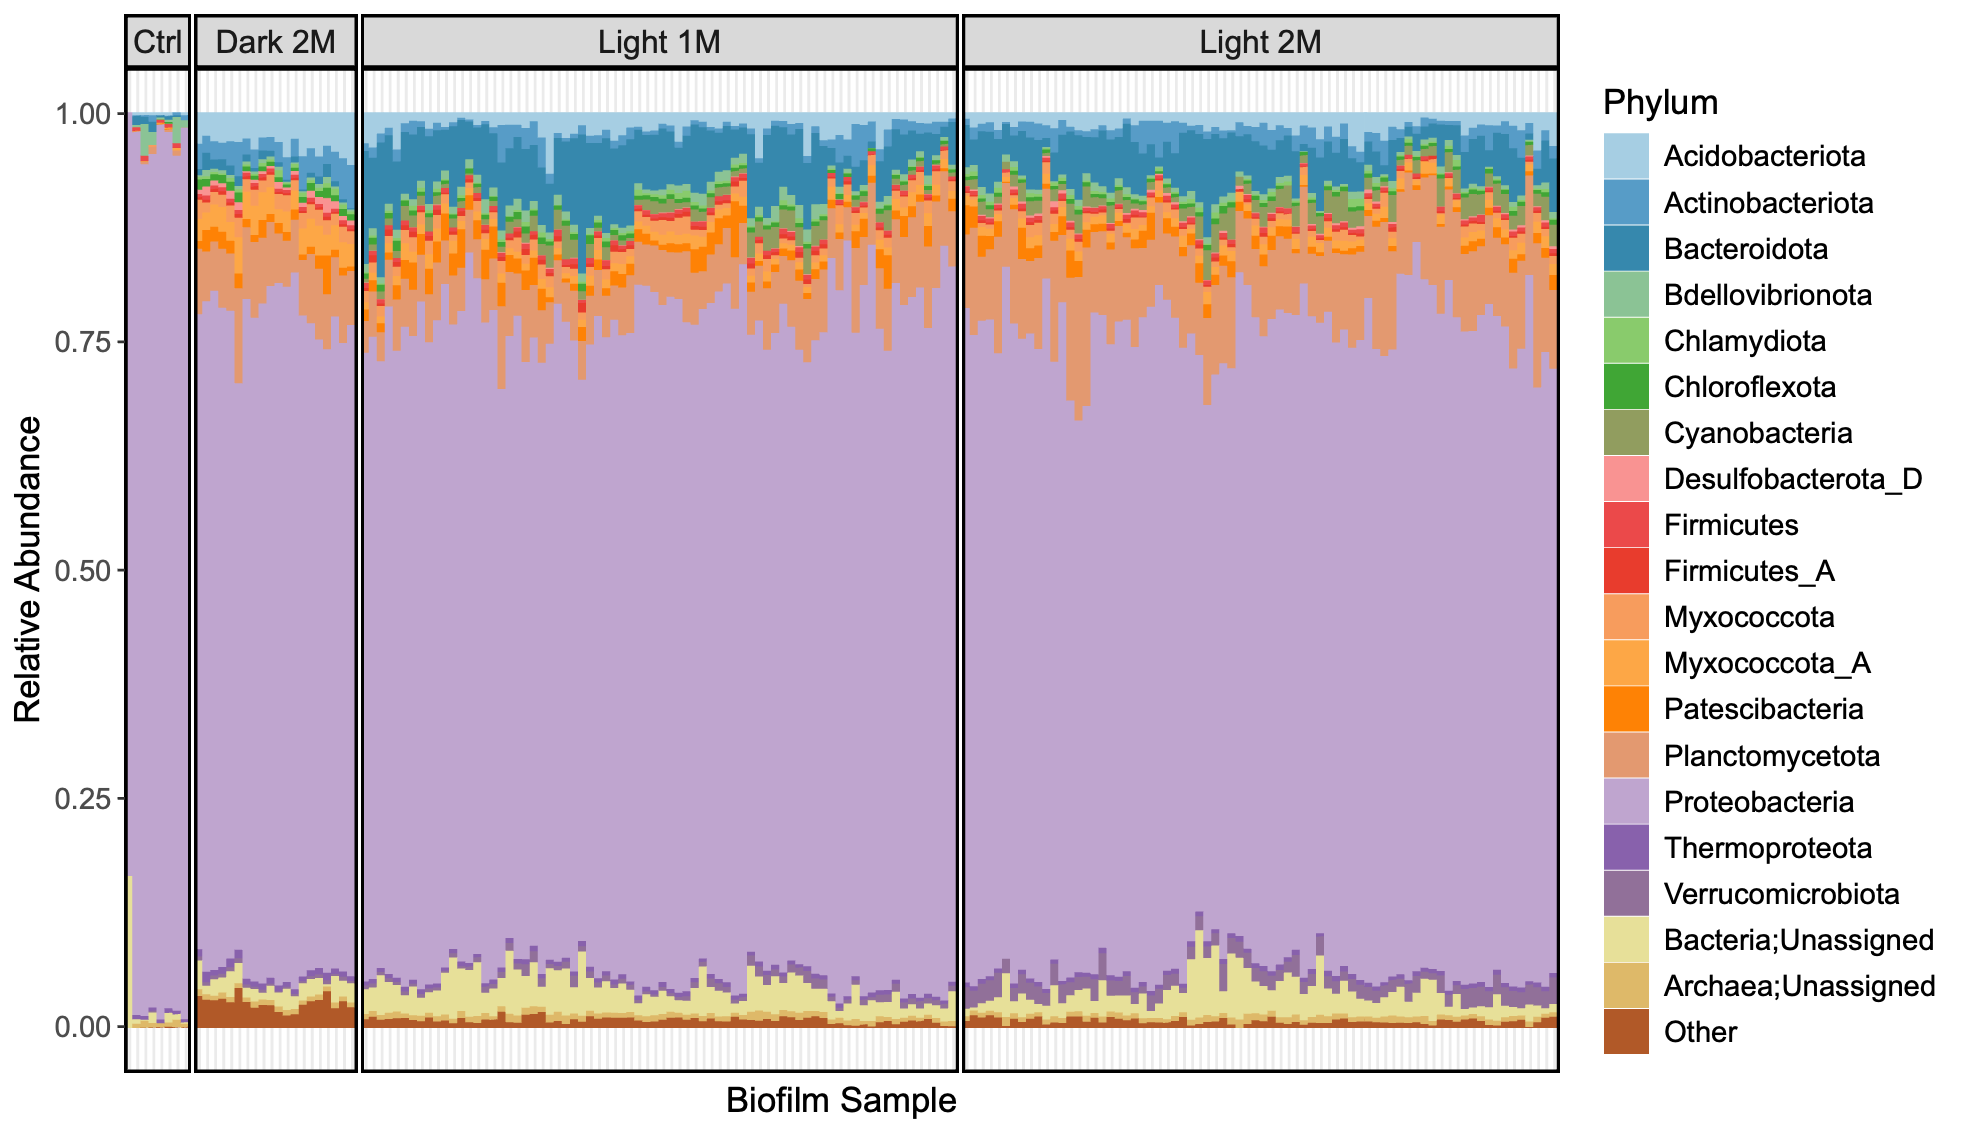 Ctrl
Dark 2M
Light 1M
Light 2M
1.00
0.75
0.50
0.25
0.00
Relative Abundance
Biofilm Sample
Phylum
Acidobacteriota
Actinobacteriota
Bacteroidota
Bdellovibrionota
Chlamydiota
Chloroflexota
Cyanobacteria
Desulfobacterota_D
Firmicutes
Firmicutes_A
Myxococcota
Myxococcota_A
Patescibacteria
Planctomycetota
Proteobacteria
Thermoproteota
Verrucomicrobiota
Bacteria;Unassigned
Archaea;Unassigned
Other